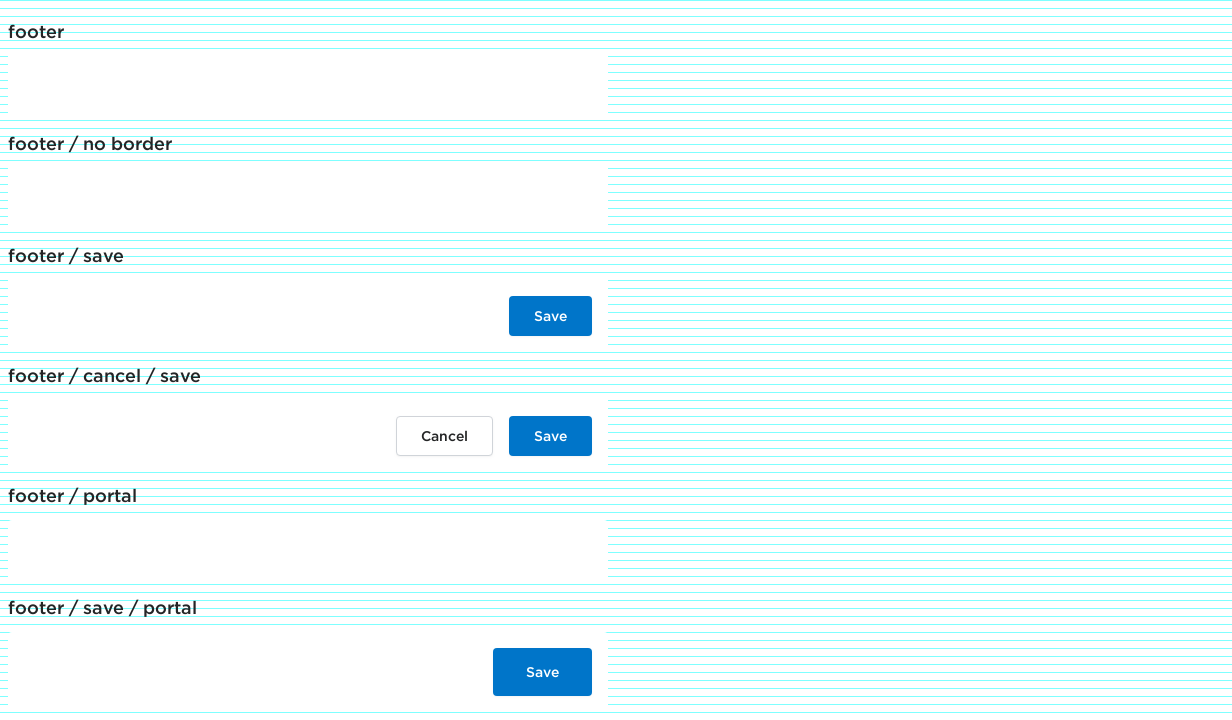 footer
footer / no border
footer / save
Save
footer / cancel / save
Cancel Save
footer / portal
footer / save / portal
Save